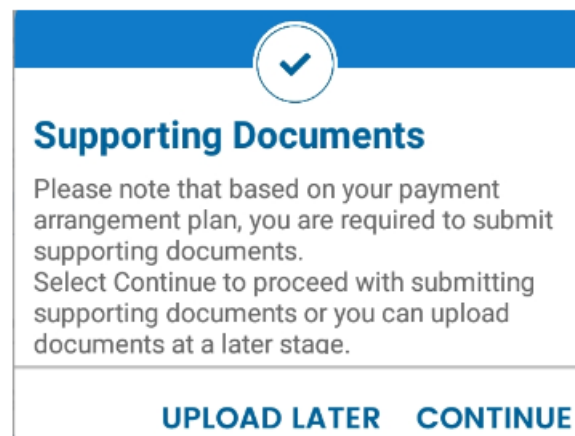 Supporting Documents
Please note that based on your payment
arrangement plan, you are required to submit
supporting documents.
Select Continue to proceed with submitting
supporting documents or you can upload
documents at a later stage.
UPLOAD LATER CONTINUE